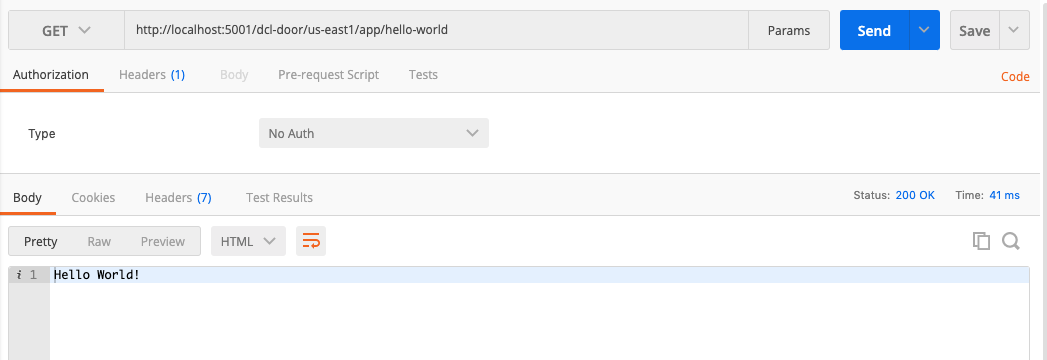 GET http://localhost:5001/dcl-door/us-east1/app/hello-world Params Send Save
Authorization Headers (1) Body Pre-request Script Tests Code
Type No Auth
Body Cookies Headers (7) Test Results Status: 200 OK Time: 41 ms
Pretty Raw Preview HTML
i 1 Hello World!